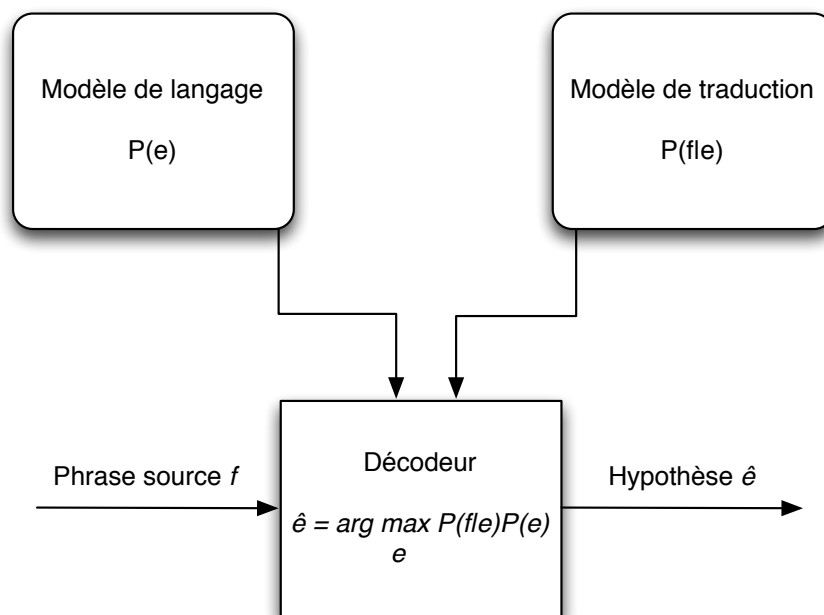 Modèle de langage
P(e)
Modèle de traduction
P(f|e)
Phrase source f
Décodeur
ê = arg max P(f|e)P(e)
e
Hypothèse ê